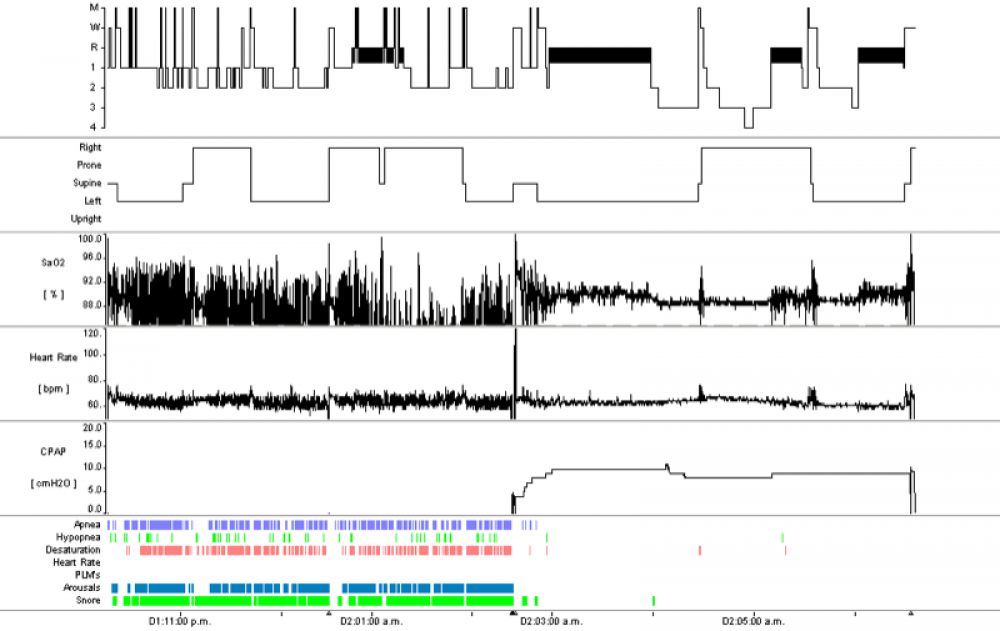 M
W
R
1
2
3
4
Right
Prone
Supine
Left
Upright
100.0
SaO2
96.0
92.0
[ % ]
88.0
120.
Heart Rate
100.
80.
[bpm ]
60.
20.0
CPAP
15.0
10.0
[cmH2O ]
5.0
0.0
Apnea
Hypopnea
Desaturation
Heart Rate
PLM's
Arousals
Snore
D1:11:00 p.m. D2:01:00 a.m. D2:03:00 a.m. D2:05:00 a.m.